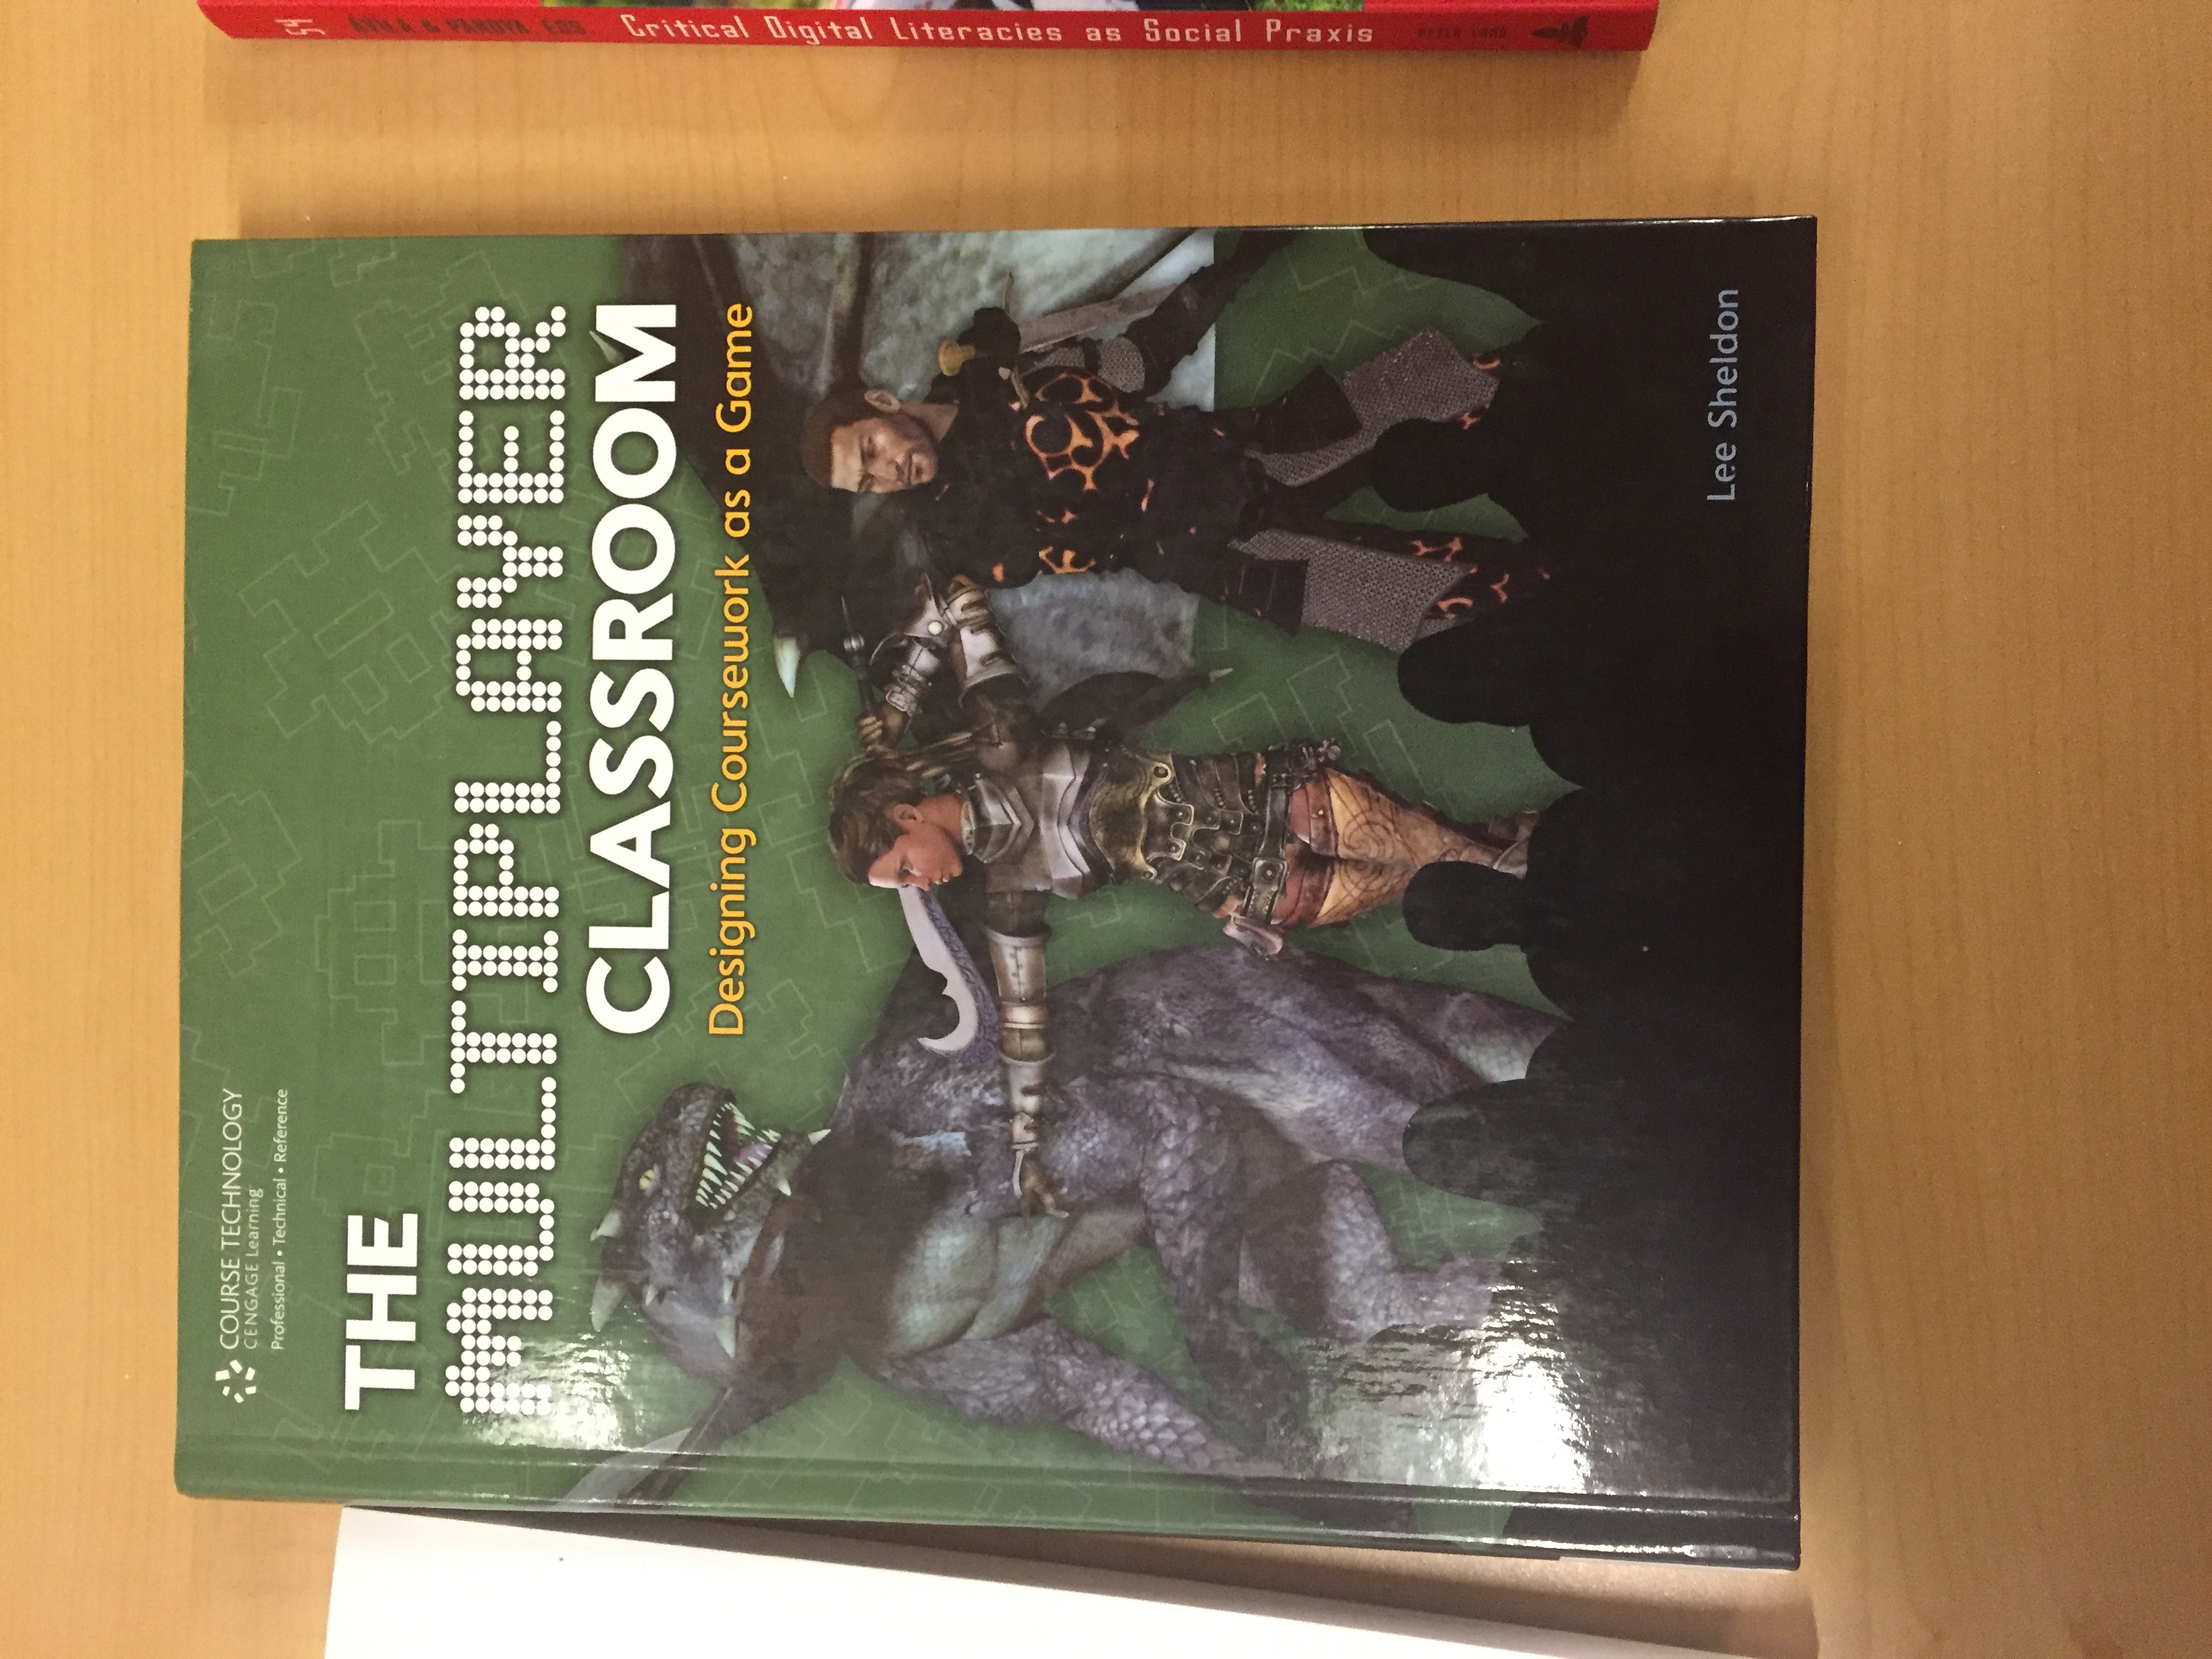 COURSE TECHNOLOGY
CENGAGE Learning
Professional • Technical • Reference
THE
MULTIPLAYER
CLASSROOM
Designing Coursework as a Game
Lee Sheldon
54
Critical Digital Literacies as Social Praxis